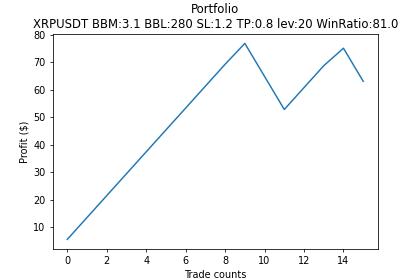 Portfolio
XRPUSDT BBM:3.1 BBL:280 SL:1.2 TP:0.8 lev:20 WinRatio:81.0
80
70
60
50
40
30
20
10
Profit ($)
0 2 4 6 8 10 12 14
Trade counts